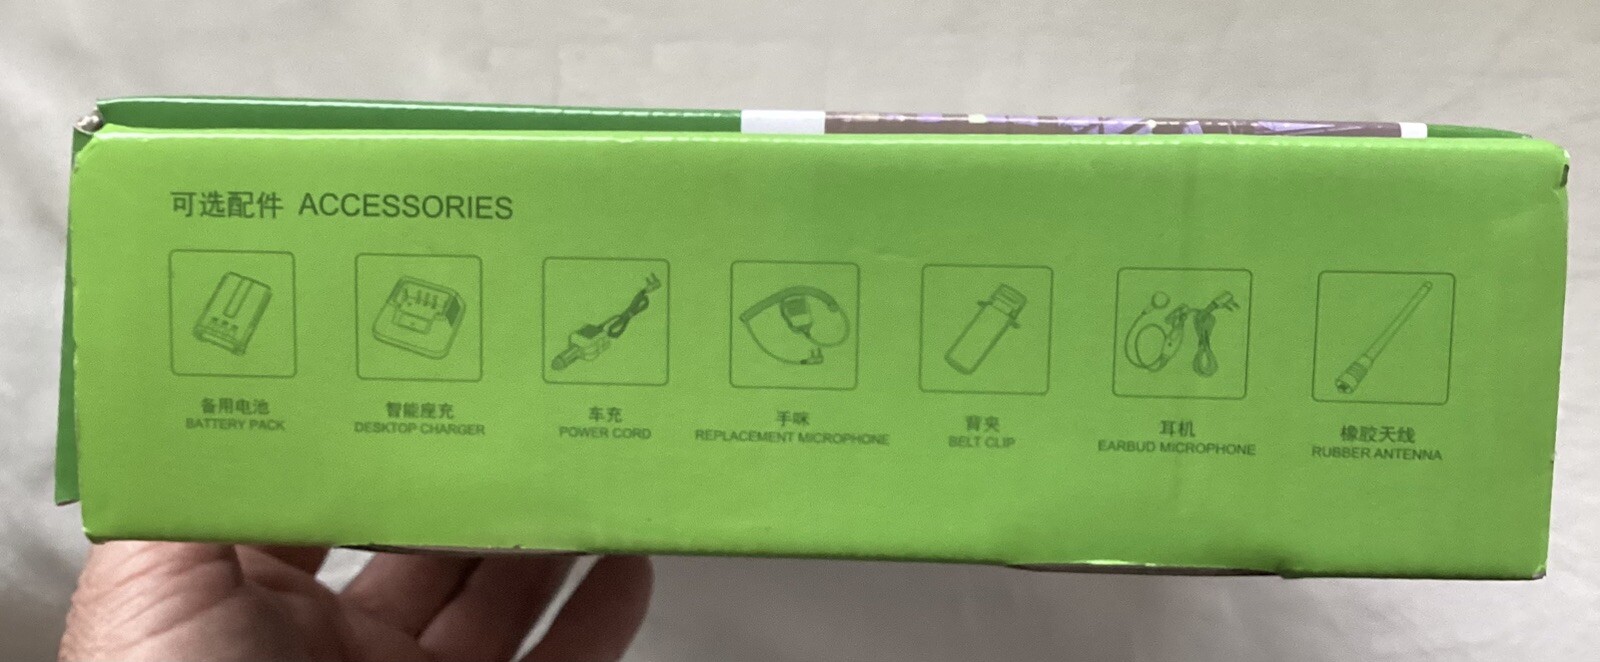 可选配件 ACCESSORIES
备用电池
BATTERY PACK
智能座充
DESKTOP CHARGER
车充
POWER CORD
手咪
REPLACEMENT MICROPHONE
背夹
BELT CLIP
耳机
EARBUD MICROPHONE
橡胶天线
RUBBER ANTENNA